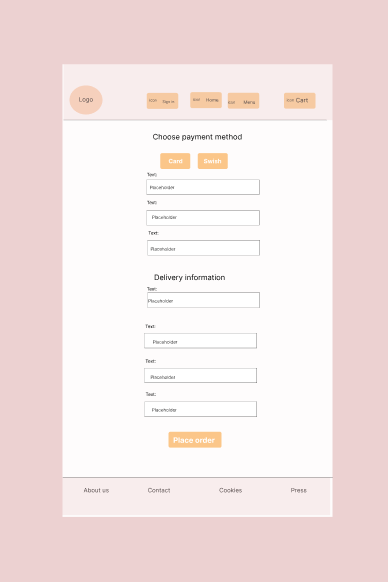 Logo
Icon Sign in
Icon Home
Icon Menu
Icon Cart
Choose payment method
Card
Swish
Text:
Placeholder
Text:
Placeholder
Text:
Placeholder
Delivery information
Text:
Placeholder
Text:
Placeholder
Text:
Placeholder
Text:
Placeholder
Place order
About us
Contact
Cookies
Press